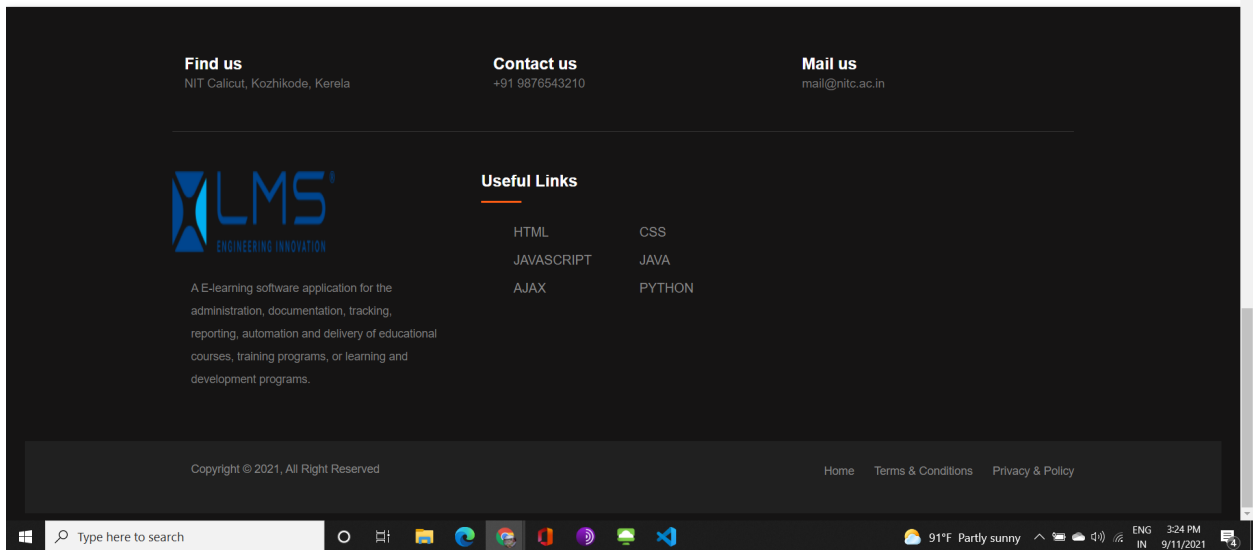 Find us
NIT Calicut, Kozhikode, Kerela
Contact us
+91 9876543210
Mail us
mail@nitc.ac.in
LMS®
ENGINEERING INNOVATION
A E-learning software application for the
administration, documentation, tracking,
reporting, automation and delivery of educational
courses, training programs, or learning and
development programs.
Useful Links
HTML CSS
JAVASCRIPT JAVA
AJAX PYTHON
Copyright © 2021, All Right Reserved
Home Terms & Conditions Privacy & Policy
Type here to search
91°F Partly sunny
ENG
IN
3:24 PM
9/11/2021
4